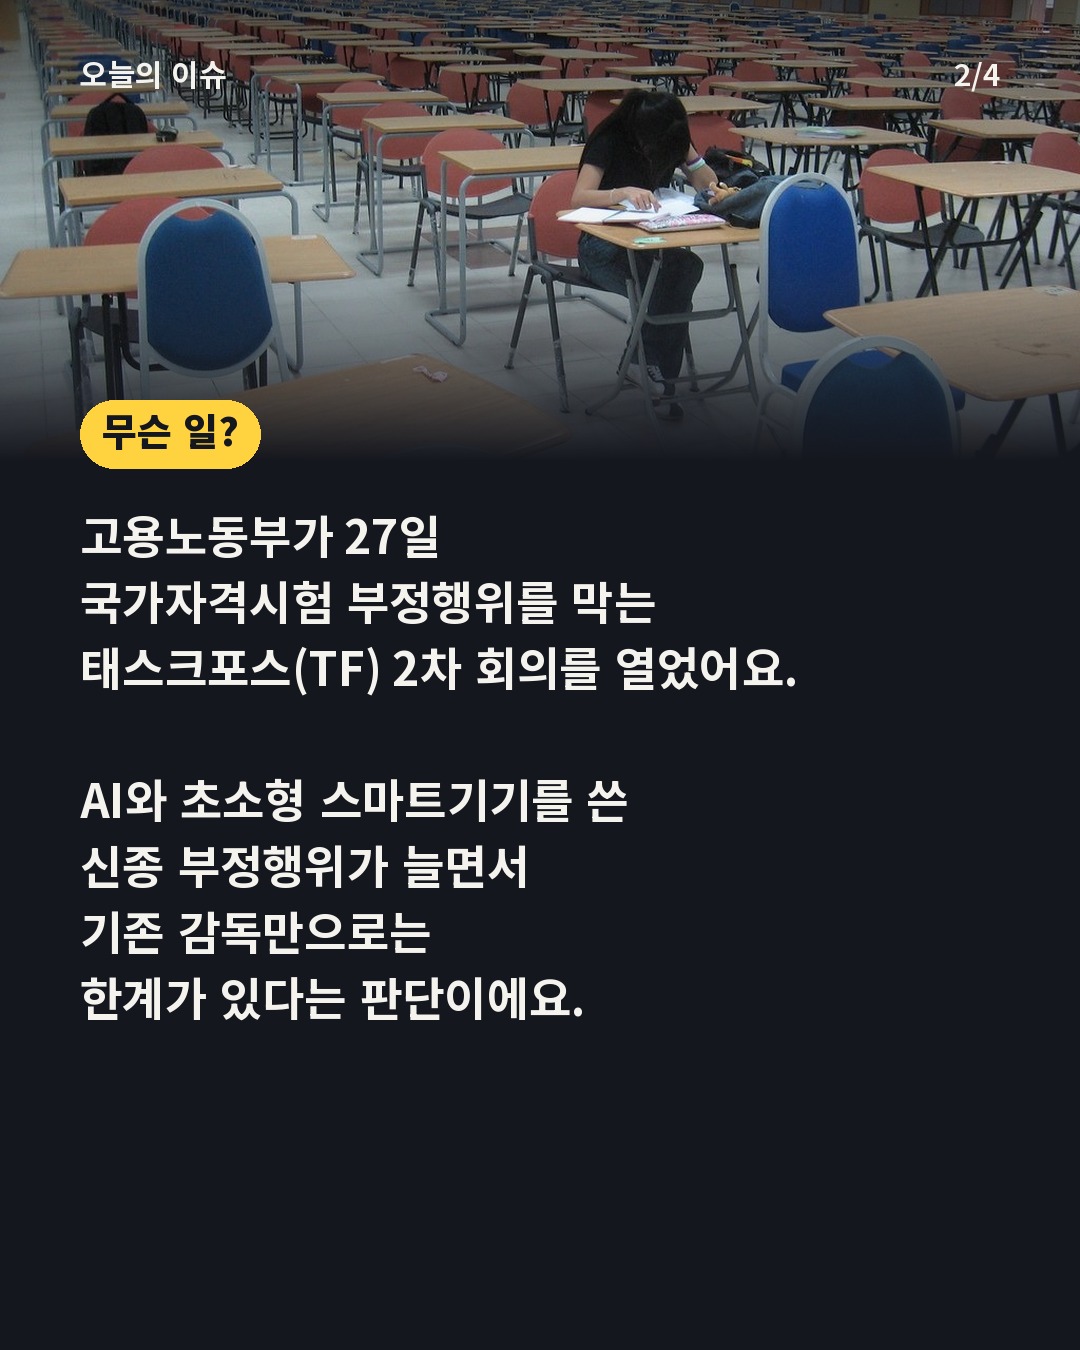 오늘의 이슈
2/4
무슨 일?
고용노동부가 27일
국가자격시험 부정행위를 막는
태스크포스(TF) 2차 회의를 열었어요.
AI와 초소형 스마트기기를 쓴
신종 부정행위가 늘면서
기존 감독만으로는
한계가 있다는 판단이에요.